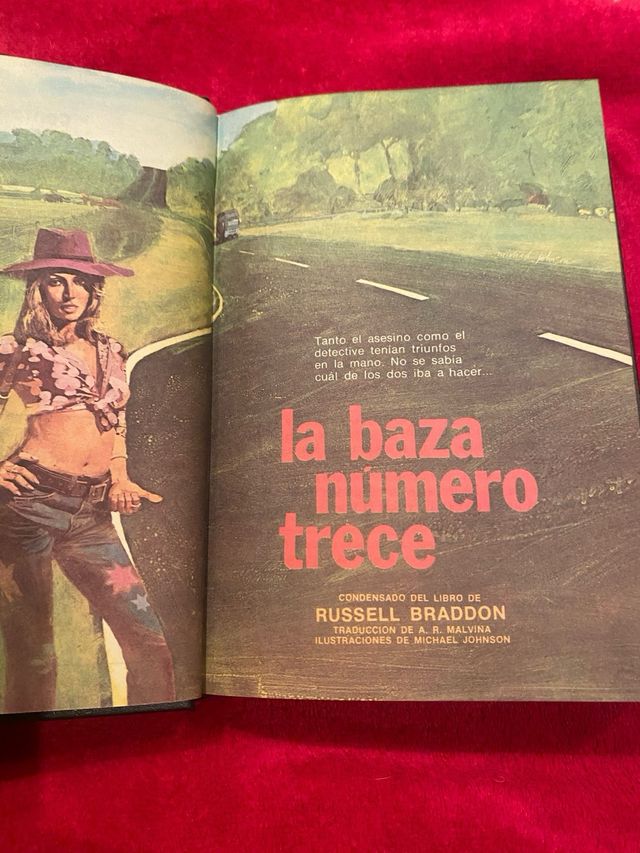 Tanto el asesino como el
detective tenían triunfos
en la mano. No se sabía
cuál de los dos iba a hacer...
la baza
número
trece
CONDENSADO DEL LIBRO DE
RUSSELL BRADDON
TRADUCCION DE A. R. MALVINA
ILUSTRACIONES DE MICHAEL JOHNSON